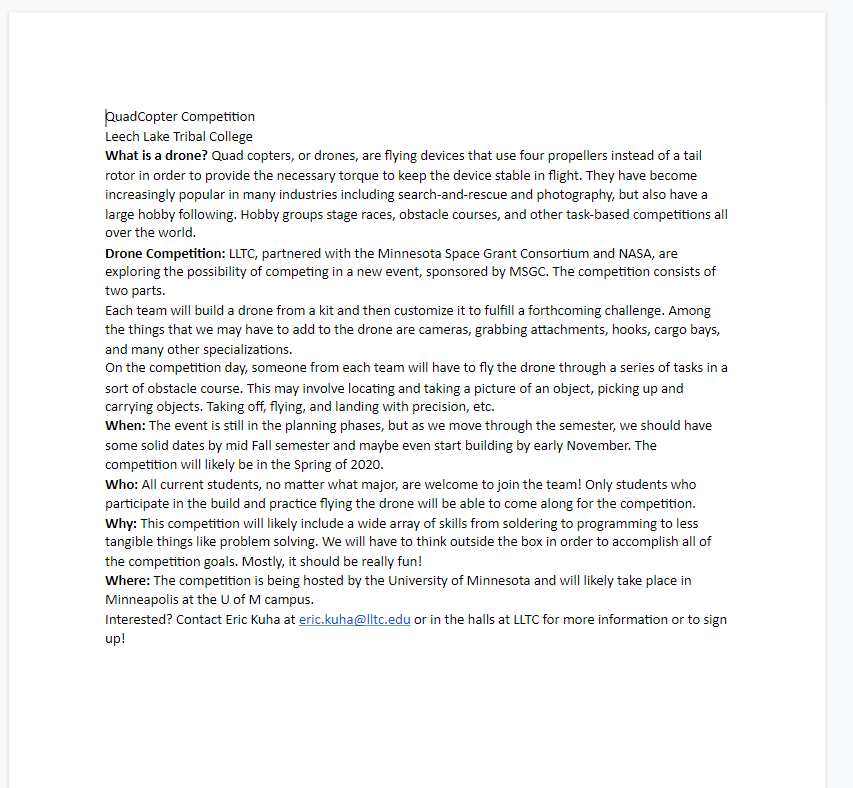 QuadCopter Competition
Leech Lake Tribal College
What is a drone? Quad copters, or drones, are flying devices that use four propellers instead of a tail
rotor in order to provide the necessary torque to keep the device stable in flight. They have become
increasingly popular in many industries including search-and-rescue and photography, but also have a
large hobby following. Hobby groups stage races, obstacle courses, and other task-based competitions all
over the world.
Drone Competition: LLTC, partnered with the Minnesota Space Grant Consortium and NASA, are
exploring the possibility of competing in a new event, sponsored by MSGC. The competition consists of
two parts.
Each team will build a drone from a kit and then customize it to fulfill a forthcoming challenge. Among
the things that we may have to add to the drone are cameras, grabbing attachments, hooks, cargo bays,
and many other specializations.
On the competition day, someone from each team will have to fly the drone through a series of tasks in a
sort of obstacle course. This may involve locating and taking a picture of an object, picking up and
carrying objects. Taking off, flying, and landing with precision, etc.
When: The event is still in the planning phases, but as we move through the semester, we should have
some solid dates by mid Fall semester and maybe even start building by early November. The
competition will likely be in the Spring of 2020.
Who: All current students, no matter what major, are welcome to join the team! Only students who
participate in the build and practice flying the drone will be able to come along for the competition.
Why: This competition will likely include a wide array of skills from soldering to programming to less
tangible things like problem solving. We will have to think outside the box in order to accomplish all of
the competition goals. Mostly, it should be really fun!
Where: The competition is being hosted by the University of Minnesota and will likely take place in
Minneapolis at the U of M campus.
Interested? Contact Eric Kuha at eric.kuha@lltc.edu or in the halls at LLTC for more information or to sign
up!